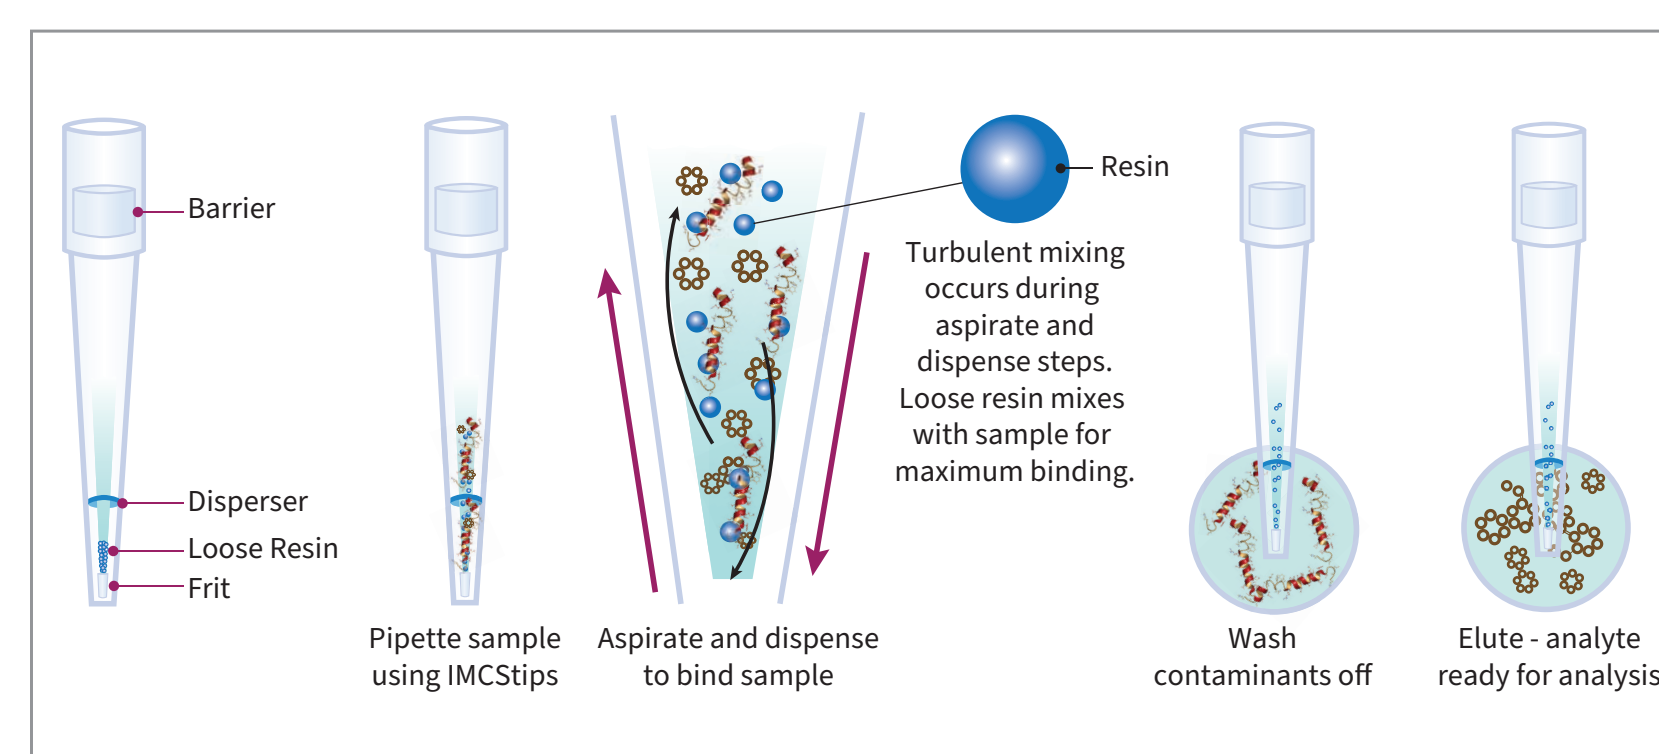 Barrier
Disperser
Loose Resin
Frit
Pipette sample
using IMCStips
Aspirate and dispense
to bind sample
Resin
Turbulent mixing
occurs during
aspirate and
dispense steps.
Loose resin mixes
with sample for
maximum binding.
Wash
contaminants off
Elute - analyte
ready for analysis